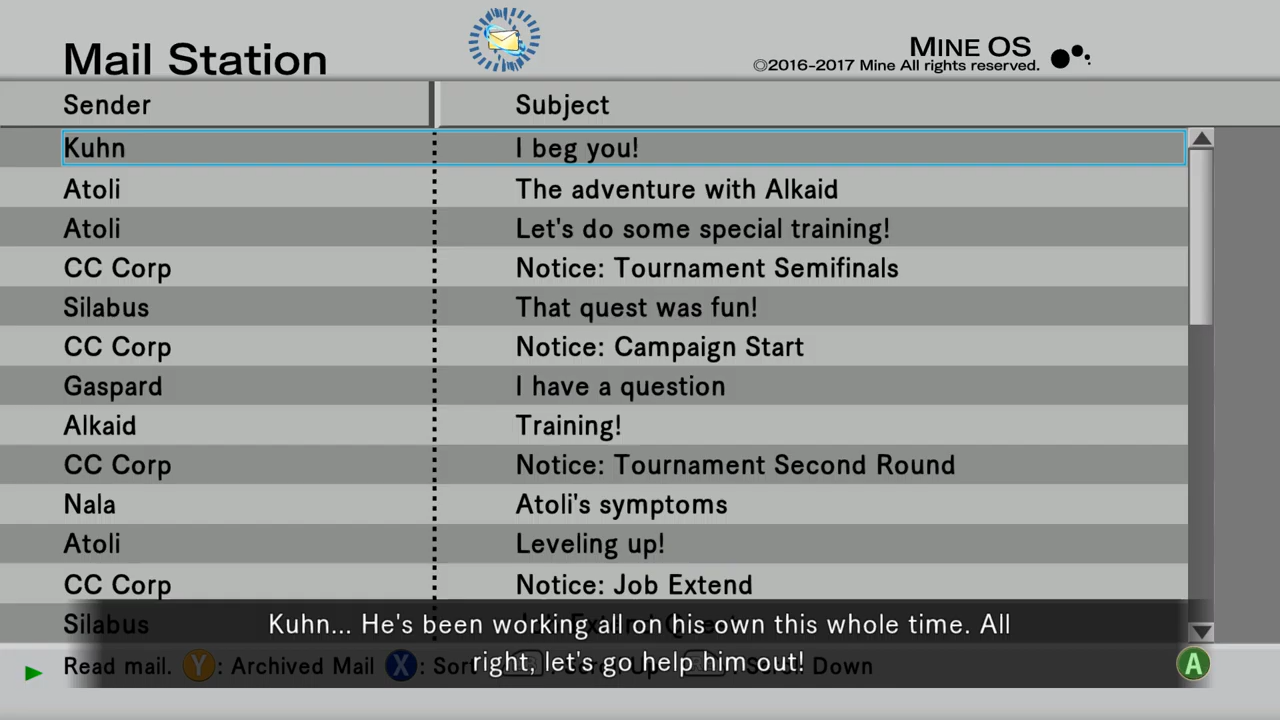 Mail Station
MINE OS
©2016-2017 Mine All rights reserved.
Sender Subject
Kuhn I beg you!
Atoli The adventure with Alkaid
Atoli Let's do some special training!
CC Corp Notice: Tournament Semifinals
Silabus That quest was fun!
CC Corp Notice: Campaign Start
Gaspard I have a question
Alkaid Training!
CC Corp Notice: Tournament Second Round
Nala Atoli's symptoms
Atoli Leveling up!
CC Corp Notice: Job Extend
Silabus
Kuhn... He's been working all on his own this whole time. All
right, let's go help him out!
Read mail. Y: Archived Mail X: Sort : Scroll Up : Scroll Down
A